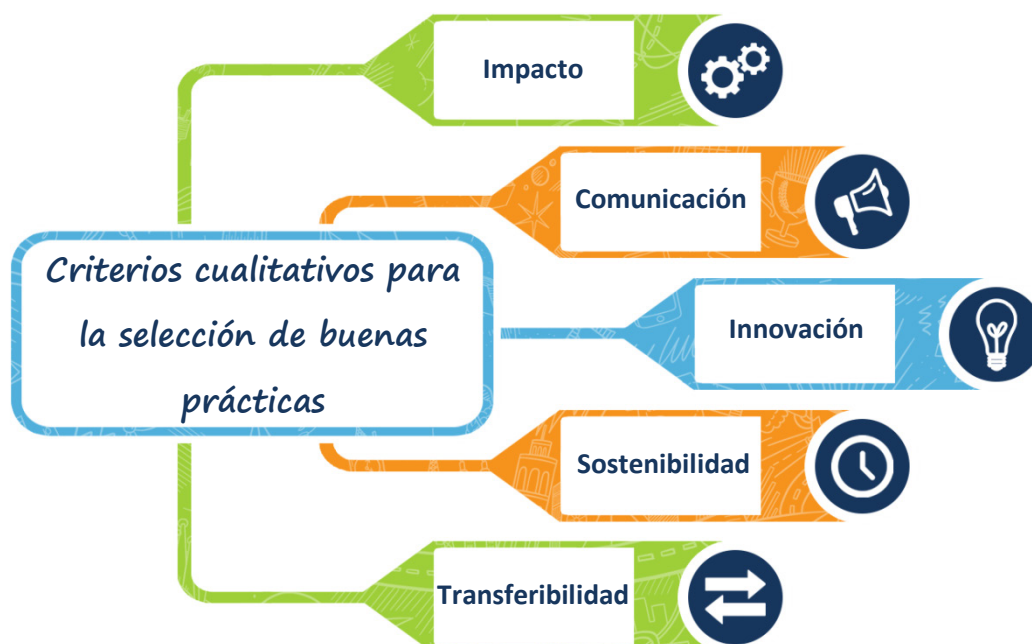 Impacto
Comunicación
Criterios cualitativos para
la selección de buenas
prácticas
Innovación
Sostenibilidad
Transferibilidad